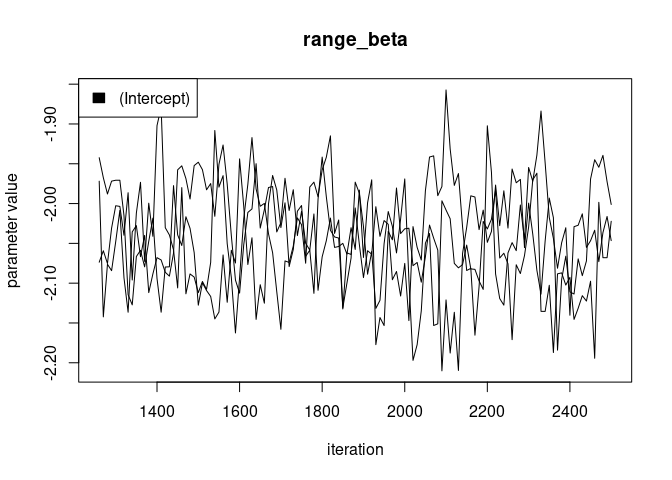 range_beta
(Intercept)
parameter value
-1.90
-2.00
-2.10
-2.20
1400 1600 1800 2000 2200 2400
iteration